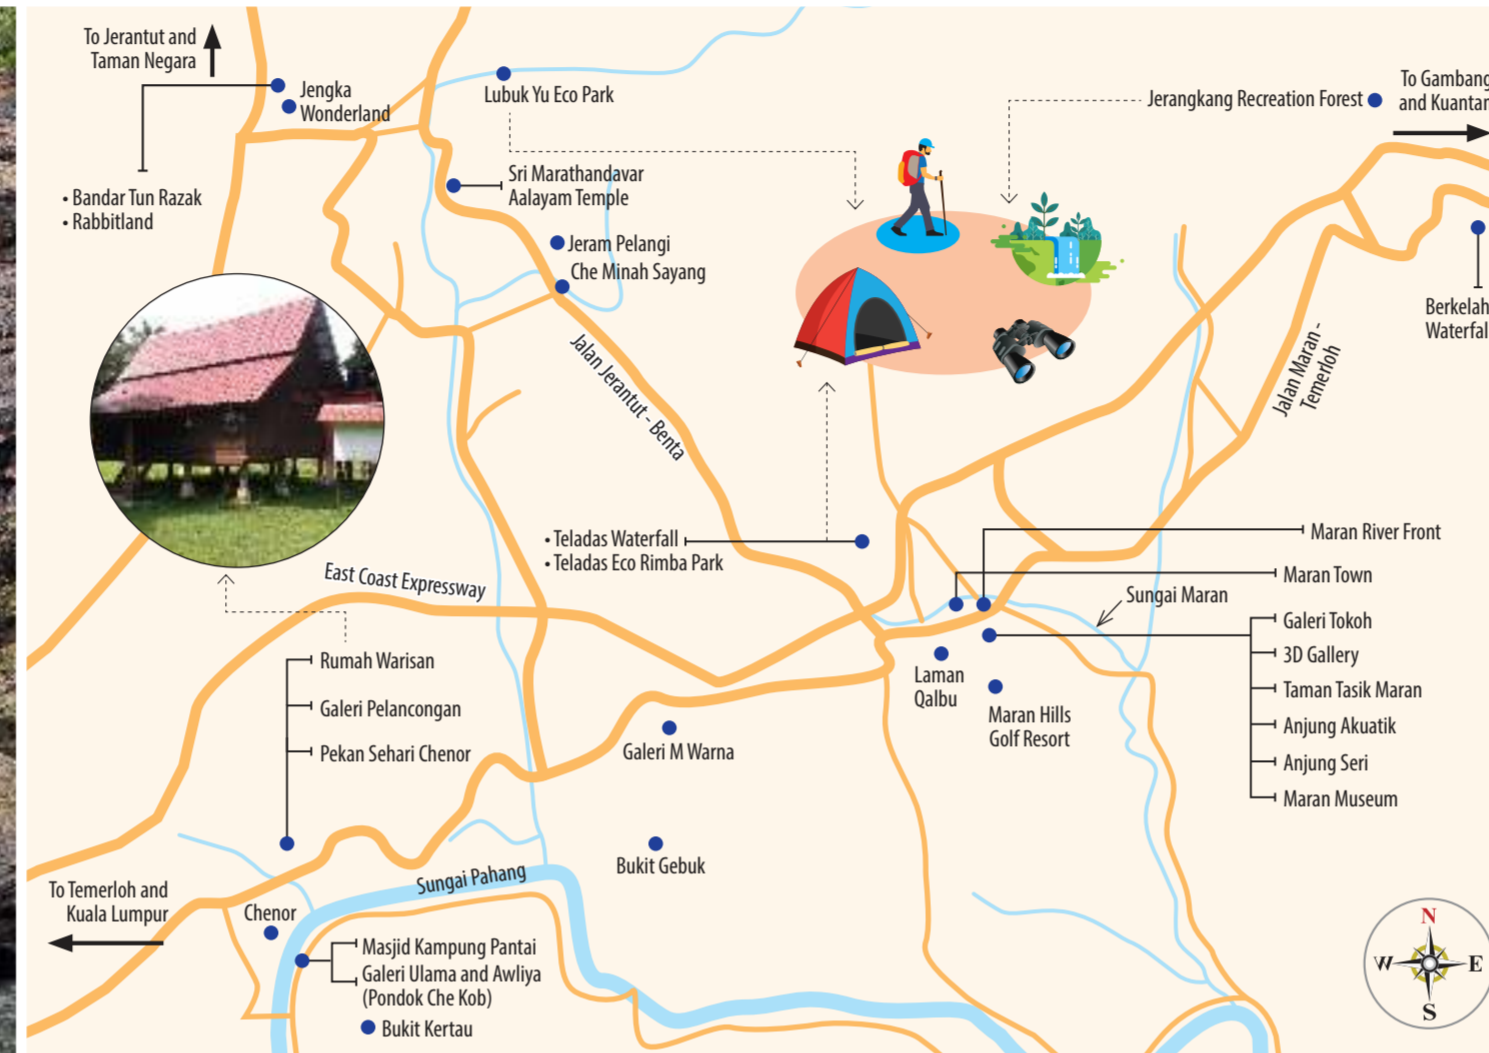 To Jerantut and
Taman Negara
Jengka
Wonderland
• Bandar Tun Razak
• Rabbitland
Lubuk Yu Eco Park
Jerangkang Recreation Forest
To Gambang
and Kuantan
Sri Marathandavar
Aalayam Temple
Jeram Pelangi
Che Minah Sayang
Jalan Jerantut - Benta
Berkelah
Waterfall
Jalan Maran -
Temerloh
• Teladas Waterfall
• Teladas Eco Rimba Park
East Coast Expressway
Maran River Front
Maran Town
Sungai Maran
Galeri Tokoh
3D Gallery
Taman Tasik Maran
Anjung Akuatik
Anjung Seri
Maran Museum
Laman
Qalbu
Maran Hills
Golf Resort
Rumah Warisan
Galeri Pelancongan
Pekan Sehari Chenor
Galeri M Warna
Bukit Gebuk
Sungai Pahang
To Temerloh and
Kuala Lumpur
Chenor
Masjid Kampung Pantai
Galeri Ulama and Awliya
(Pondok Che Kob)
Bukit Kertau
N
W
E
S